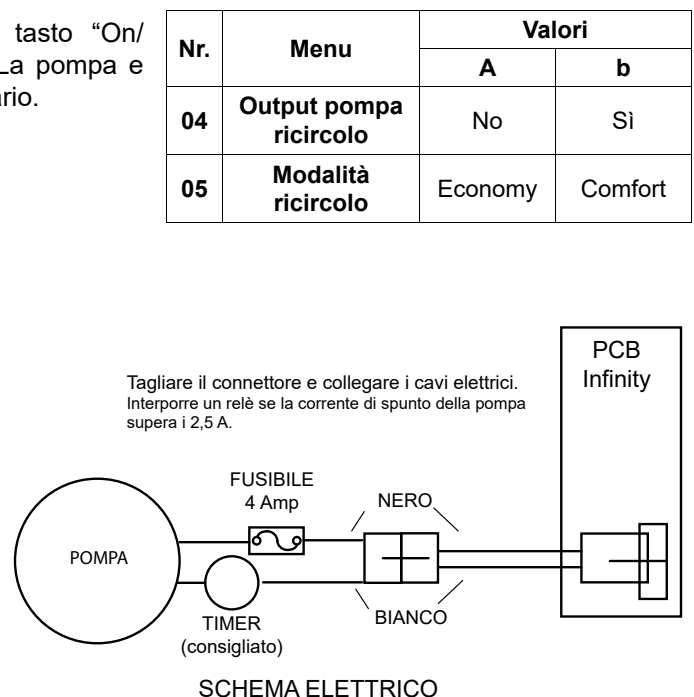 tasto “On/
La pompa e
Nr.
Menu
Valori
A
b
04
Output pompa
ricircolo
No
Sì
05
Modalità
ricircolo
Economy
Comfort
PCB
Infinity
Tagliare il connettore e collegare i cavi elettrici.
Interporre un relè se la corrente di spunto della pompa
supera i 2,5 A.
FUSIBILE
4 Amp
NERO
POMPA
BIANCO
TIMER
(consigliato)
SCHEMA ELETTRICO